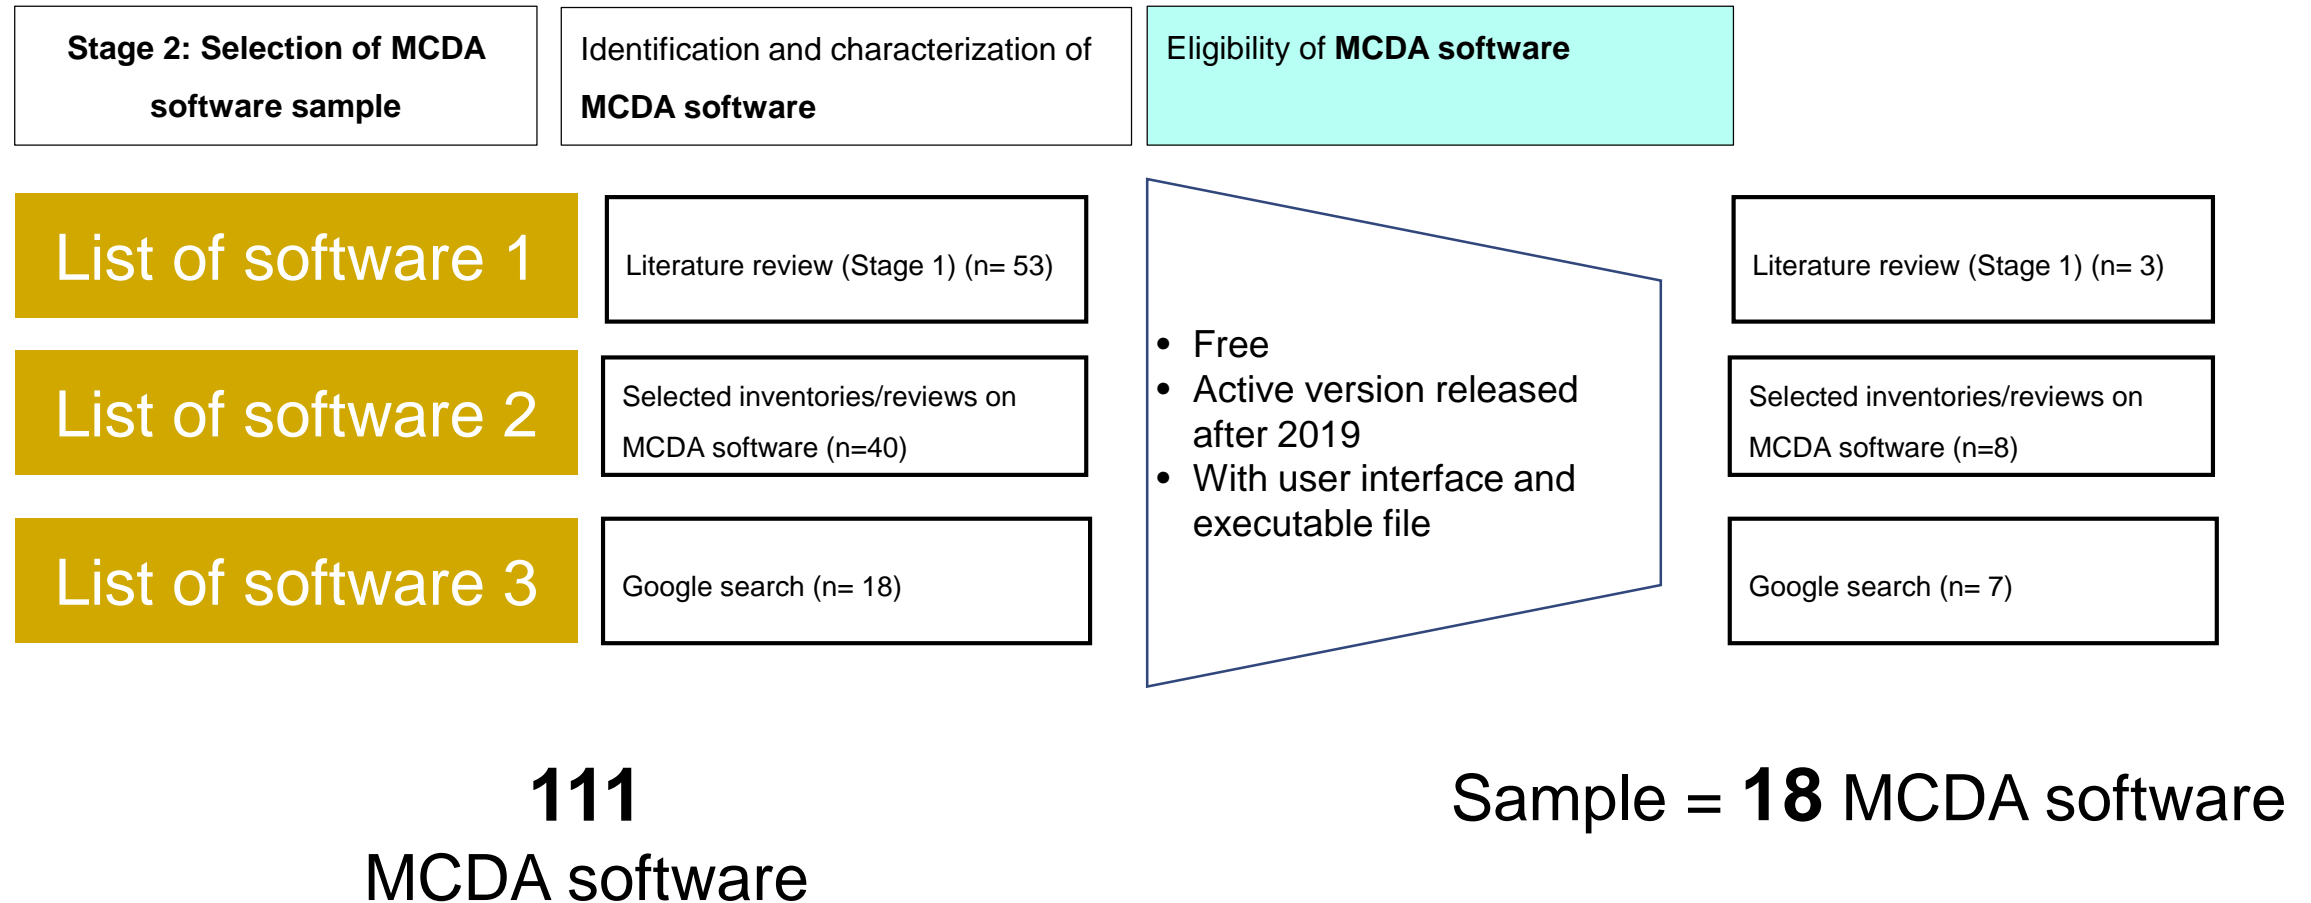 Stage 2: Selection of MCDA
software sample
Identification and characterization of
MCDA software
Eligibility of MCDA software
List of software 1
Literature review (Stage 1) (n= 53)
List of software 2
Selected inventories/reviews on
MCDA software (n=40)
List of software 3
Google search (n= 18)
• Free
• Active version released
after 2019
• With user interface and
executable file
Literature review (Stage 1) (n= 3)
Selected inventories/reviews on
MCDA software (n=8)
Google search (n= 7)
111
MCDA software
Sample = 18 MCDA software